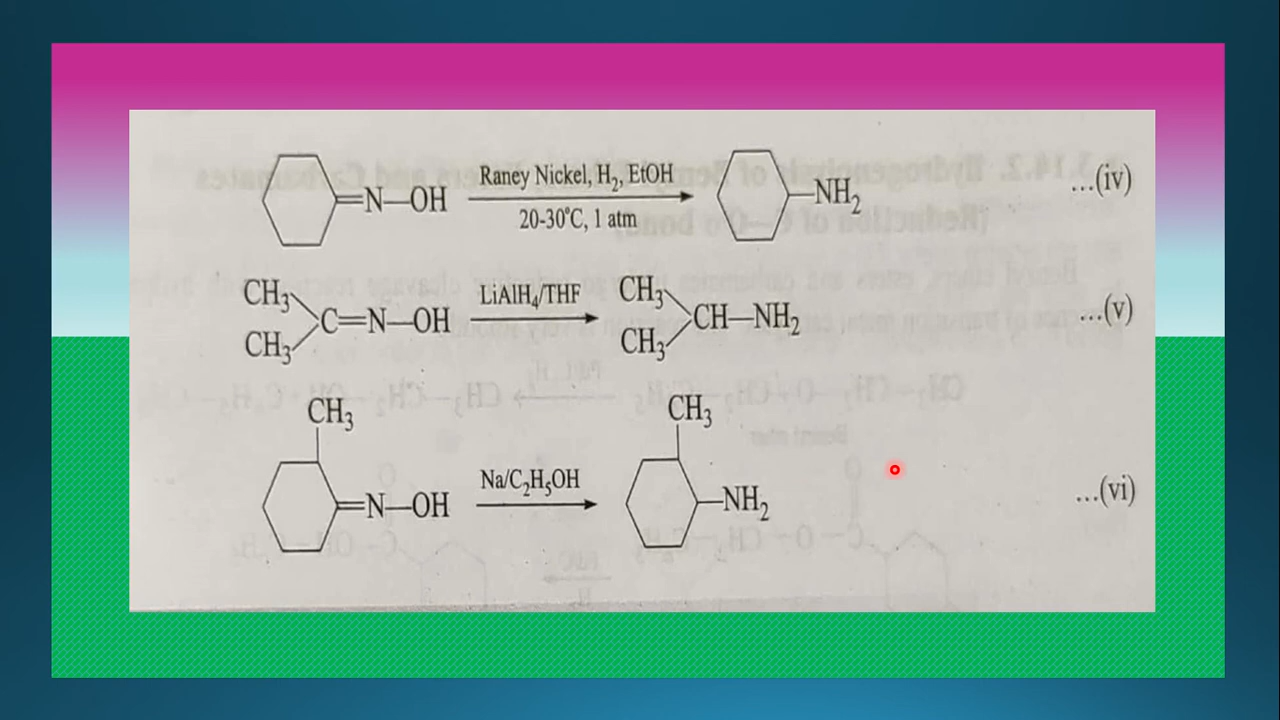 Raney Nickel, H₂, EtOH
=N—OH → —NH₂ ...(iv)
20-30°C, 1 atm
CH₃ LiAlH₄/THF CH₃
C=N—OH → CH—NH₂ ...(v)
CH₃ CH₃
CH₃ CH₃
Na/C₂H₅OH
=N—OH → —NH₂ ...(vi)